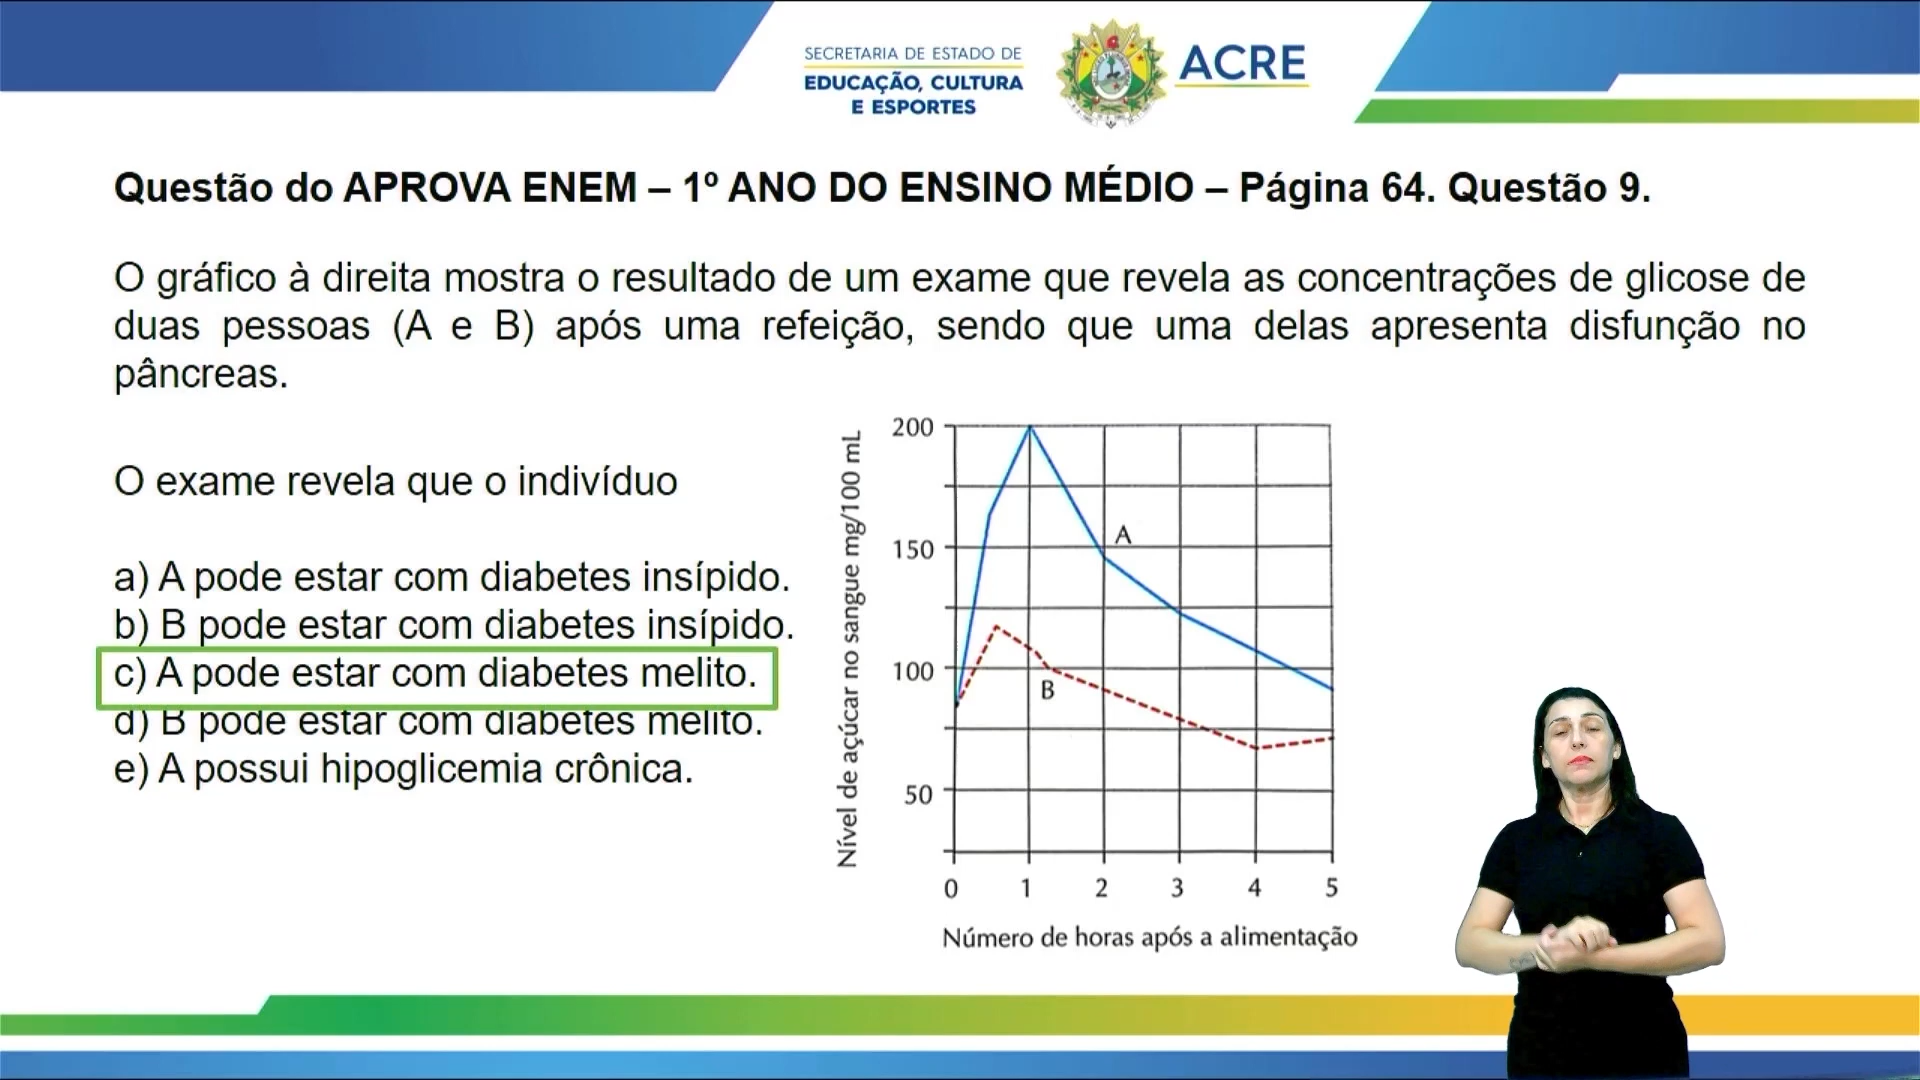 SECRETARIA DE ESTADO DE
EDUCAÇÃO, CULTURA
E ESPORTES
ACRE
Questão do APROVA ENEM – 1º ANO DO ENSINO MÉDIO – Página 64. Questão 9.
O gráfico à direita mostra o resultado de um exame que revela as concentrações de glicose de
duas pessoas (A e B) após uma refeição, sendo que uma delas apresenta disfunção no
pâncreas.
O exame revela que o indivíduo
a) A pode estar com diabetes insípido.
b) B pode estar com diabetes insípido.
c) A pode estar com diabetes melito.
d) B pode estar com diabetes melito.
e) A possui hipoglicemia crônica.
Nível de açúcar no sangue mg/100 mL
200
150
100
50
A
B
0 1 2 3 4 5
Número de horas após a alimentação